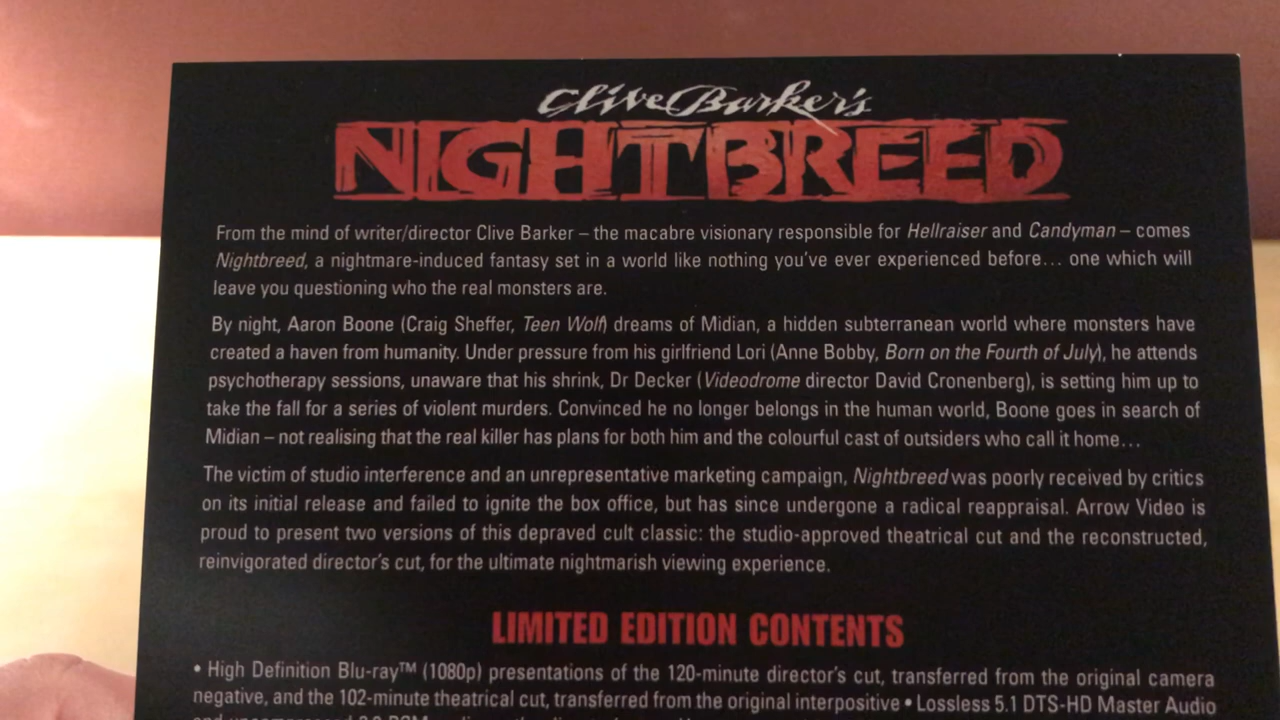 Clive Barker's
NIGHTBREED
From the mind of writer/director Clive Barker – the macabre visionary responsible for Hellraiser and Candyman – comes
Nightbreed, a nightmare-induced fantasy set in a world like nothing you've ever experienced before... one which will
leave you questioning who the real monsters are.
By night, Aaron Boone (Craig Sheffer, Teen Wolf) dreams of Midian, a hidden subterranean world where monsters have
created a haven from humanity. Under pressure from his girlfriend Lori (Anne Bobby, Born on the Fourth of July), he attends
psychotherapy sessions, unaware that his shrink, Dr Decker (Videodrome director David Cronenberg), is setting him up to
take the fall for a series of violent murders. Convinced he no longer belongs in the human world, Boone goes in search of
Midian – not realising that the real killer has plans for both him and the colourful cast of outsiders who call it home...
The victim of studio interference and an unrepresentative marketing campaign, Nightbreed was poorly received by critics
on its initial release and failed to ignite the box office, but has since undergone a radical reappraisal. Arrow Video is
proud to present two versions of this depraved cult classic: the studio-approved theatrical cut and the reconstructed,
reinvigorated director's cut, for the ultimate nightmarish viewing experience.
LIMITED EDITION CONTENTS
• High Definition Blu-ray™ (1080p) presentations of the 120-minute director's cut, transferred from the original camera
negative, and the 102-minute theatrical cut, transferred from the original interpositive • Lossless 5.1 DTS-HD Master Audio